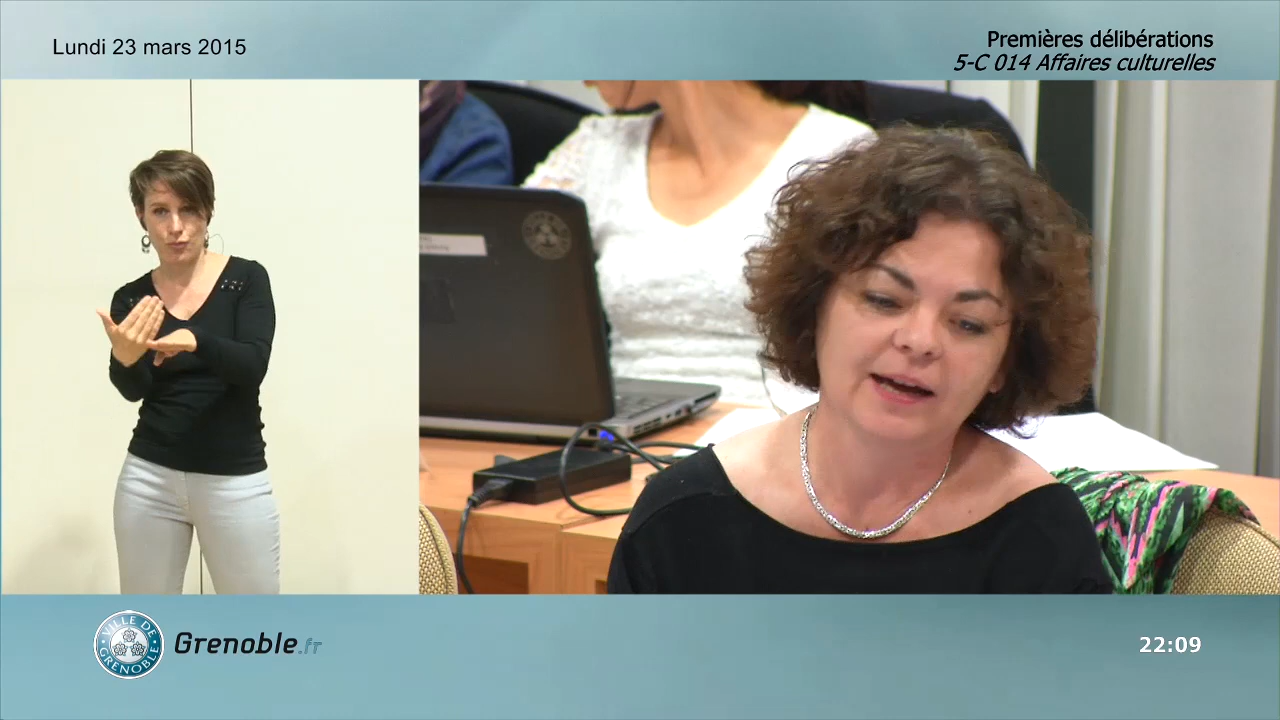 Lundi 23 mars 2015
Premières délibérations
5-C 014 Affaires culturelles
VILLE DE GRENOBLE
Grenoble.fr
22:09